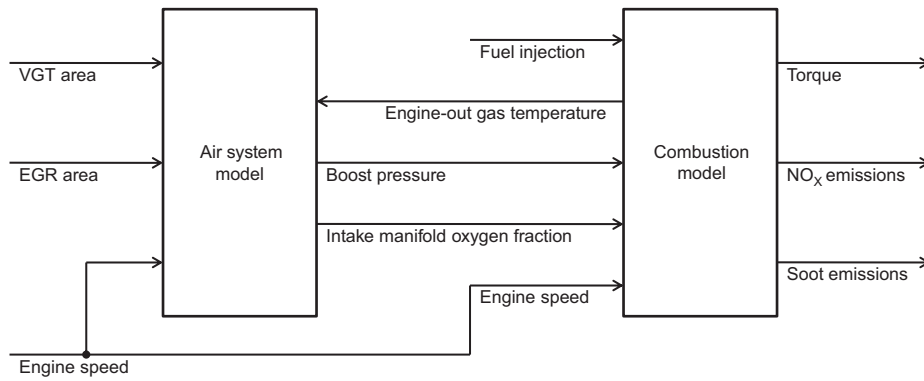 Fuel injection
VGT area
Torque
Engine-out gas temperature
Air system
model
Combustion
model
EGR area
Boost pressure
NOX emissions
Intake manifold oxygen fraction
Soot emissions
Engine speed
Engine speed